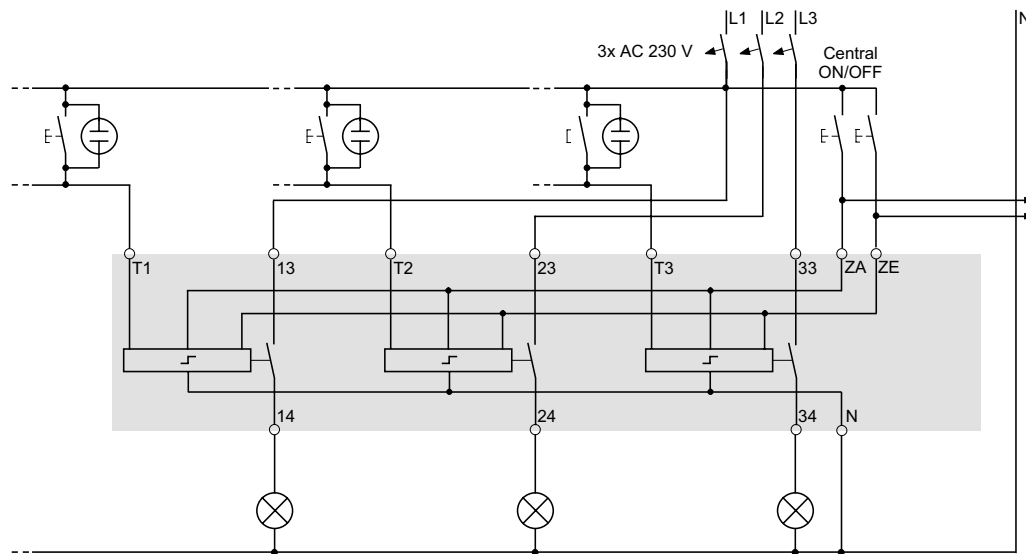 L1 L2 L3 N
3x AC 230 V
Central
ON/OFF
T1 13 T2 23 T3 33 ZA ZE
14 24 34 N